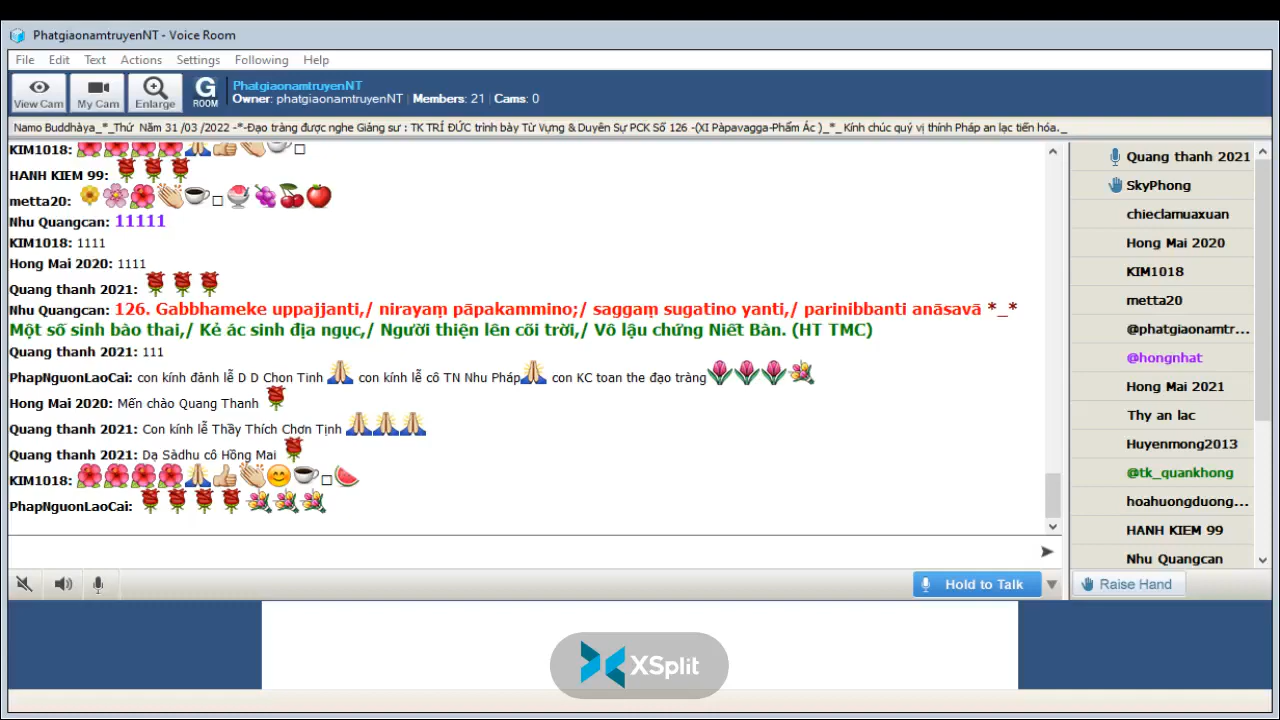 PhatgiaonamtruyenNT - Voice Room
File Edit Text Actions Settings Following Help
View Cam My Cam Enlarge G ROOM
PhatgiaonamtruyenNT
Owner: phatgiaonamtruyenNT | Members: 21 | Cams: 0
Namo Buddhàya_*_Thứ Năm 31 /03 /2022 -*-Đạo tràng được nghe Giảng sư : TK TRÍ ĐỨC trình bày Từ Vựng & Duyên Sự PCK Số 126 -(XI Pàpavagga-Phẩm Ác )_*_ Kính chúc quý vị thính Pháp an lạc tiến hóa._
KIM1018:
HANH KIEM 99:
metta20:
Nhu Quangcan: 11111
KIM1018: 1111
Hong Mai 2020: 1111
Quang thanh 2021:
Nhu Quangcan: 126. Gabbhameke uppajjanti,/ nirayaṃ pāpakammino;/ saggaṃ sugatino yanti,/ parinibbanti anāsavā *_*
Một số sinh bào thai,/ Kẻ ác sinh địa ngục,/ Người thiện lên cõi trời,/ Vô lậu chứng Niết Bàn. (HT TMC)
Quang thanh 2021: 111
PhapNguonLaoCai: con kính đảnh lễ D D Chon Tinh con kính lễ cô TN Nhu Pháp con KC toan the đạo tràng
Hong Mai 2020: Mến chào Quang Thanh
Quang thanh 2021: Con kính lễ Thầy Thích Chơn Tịnh
Quang thanh 2021: Dạ Sàdhu cô Hồng Mai
KIM1018:
PhapNguonLaoCai:
Quang thanh 2021
SkyPhong
chieclamuaxuan
Hong Mai 2020
KIM1018
metta20
@phatgiaonamtr...
@hongnhat
Hong Mai 2021
Thy an lac
Huyenmong2013
@tk_quankhong
hoahuongduong...
HANH KIEM 99
Nhu Quangcan
Hold to Talk
Raise Hand
XSplit